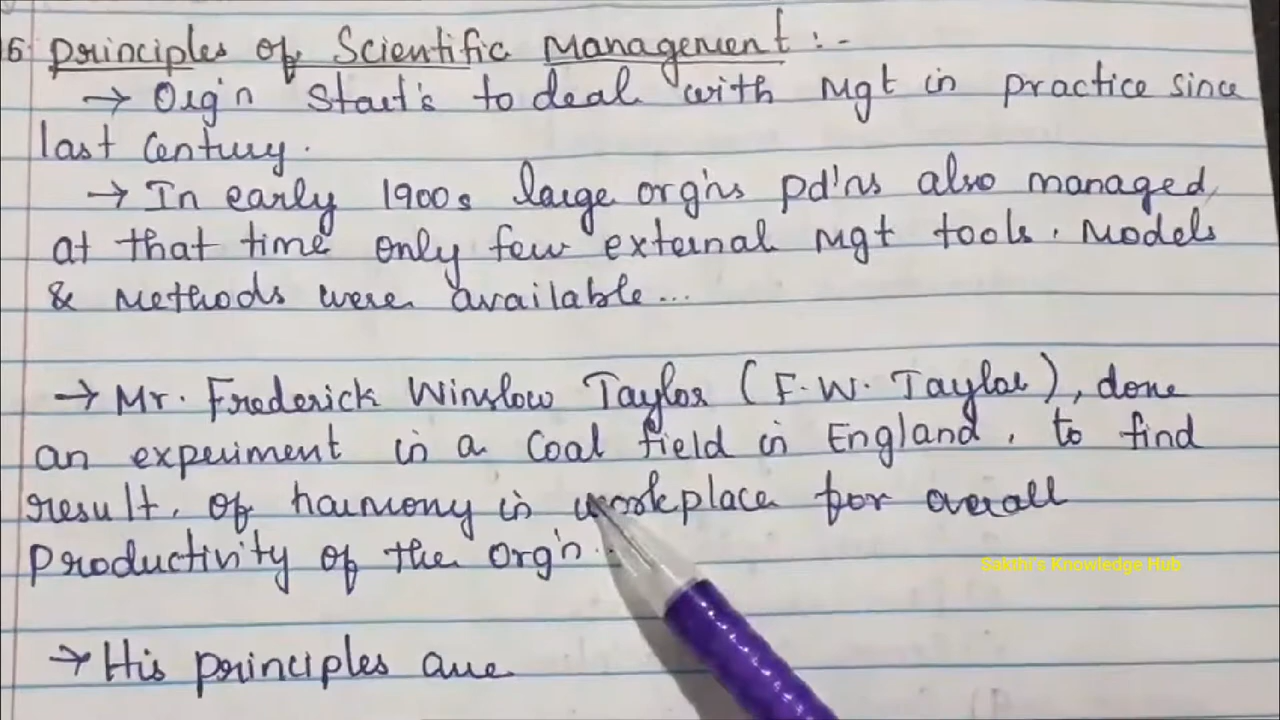 6. Principles of Scientific Management :-
→ Org'n Start's to deal with Mgt in practice since
last Century.
→ In early 1900s large org'ns pd'ns also managed,
at that time only few external Mgt tools, Models
& Methods were available...
→ Mr. Frederick Winslow Taylor (F.W. Taylor), done
an experiment in a Coal field in England, to find
result, of harmony in workplace for overall
Productivity of the Org'n.
Sakthi's Knowledge Hub
→ His principles are